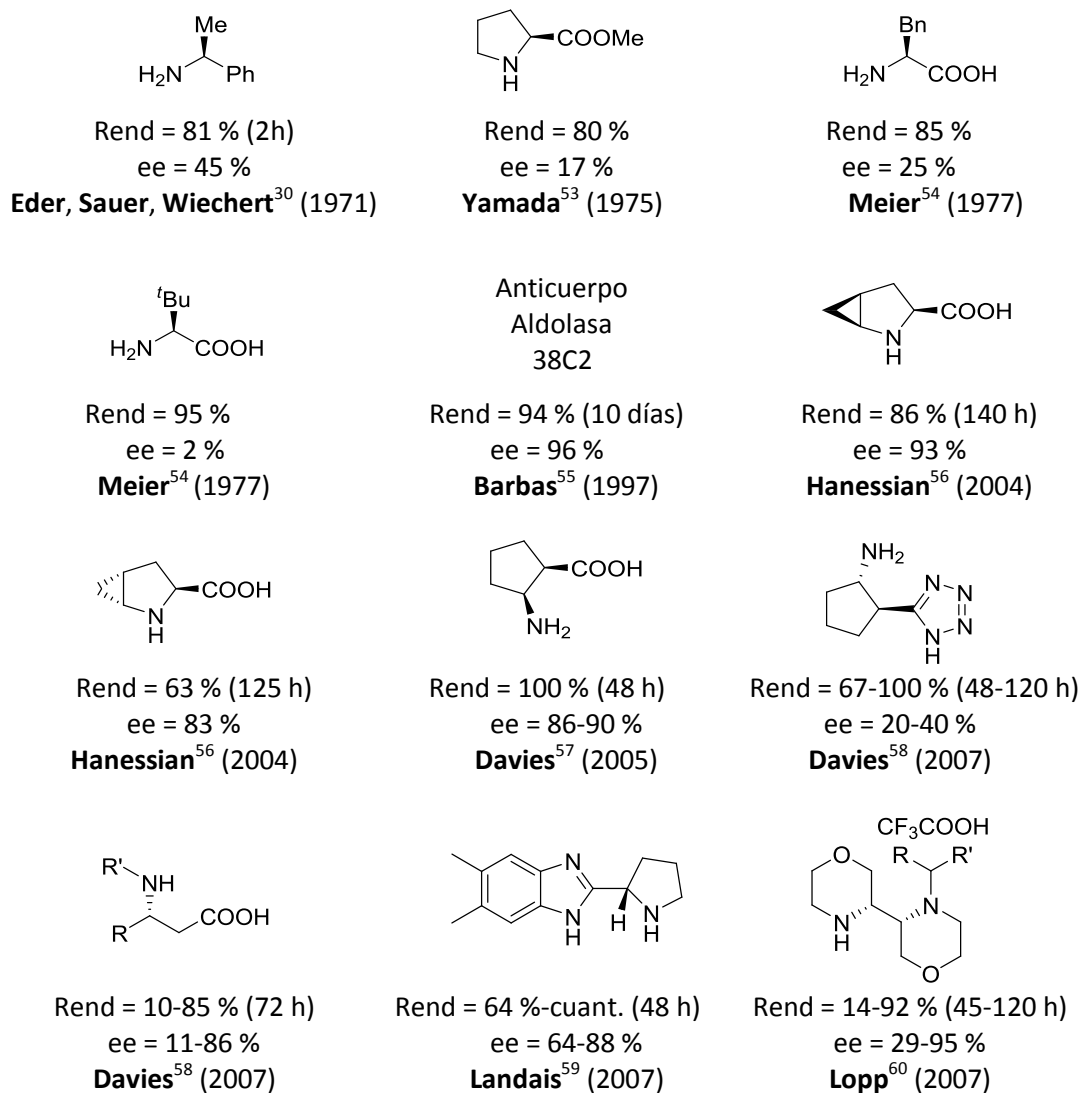 Me
H2N Ph
Rend = 81 % (2h)
ee = 45 %
Eder, Sauer, Wiechert30 (1971)
COOMe
N
H
Rend = 80 %
ee = 17 %
Yamada53 (1975)
Bn
H2N COOH
Rend = 85 %
ee = 25 %
Meier54 (1977)
tBu
H2N COOH
Rend = 95 %
ee = 2 %
Meier54 (1977)
Anticuerpo
Aldolasa
38C2
Rend = 94 % (10 días)
ee = 96 %
Barbas55 (1997)
COOH
N
H
Rend = 86 % (140 h)
ee = 93 %
Hanessian56 (2004)
COOH
N
H
Rend = 63 % (125 h)
ee = 83 %
Hanessian56 (2004)
COOH
NH2
Rend = 100 % (48 h)
ee = 86-90 %
Davies57 (2005)
NH2
N N
N
N
H
Rend = 67-100 % (48-120 h)
ee = 20-40 %
Davies58 (2007)
R' NH
R COOH
Rend = 10-85 % (72 h)
ee = 11-86 %
Davies58 (2007)
N
N
H
H N
H
Rend = 64 %-cuant. (48 h)
ee = 64-88 %
Landais59 (2007)
CF3COOH
R R'
O
N
N
H
O
Rend = 14-92 % (45-120 h)
ee = 29-95 %
Lopp60 (2007)